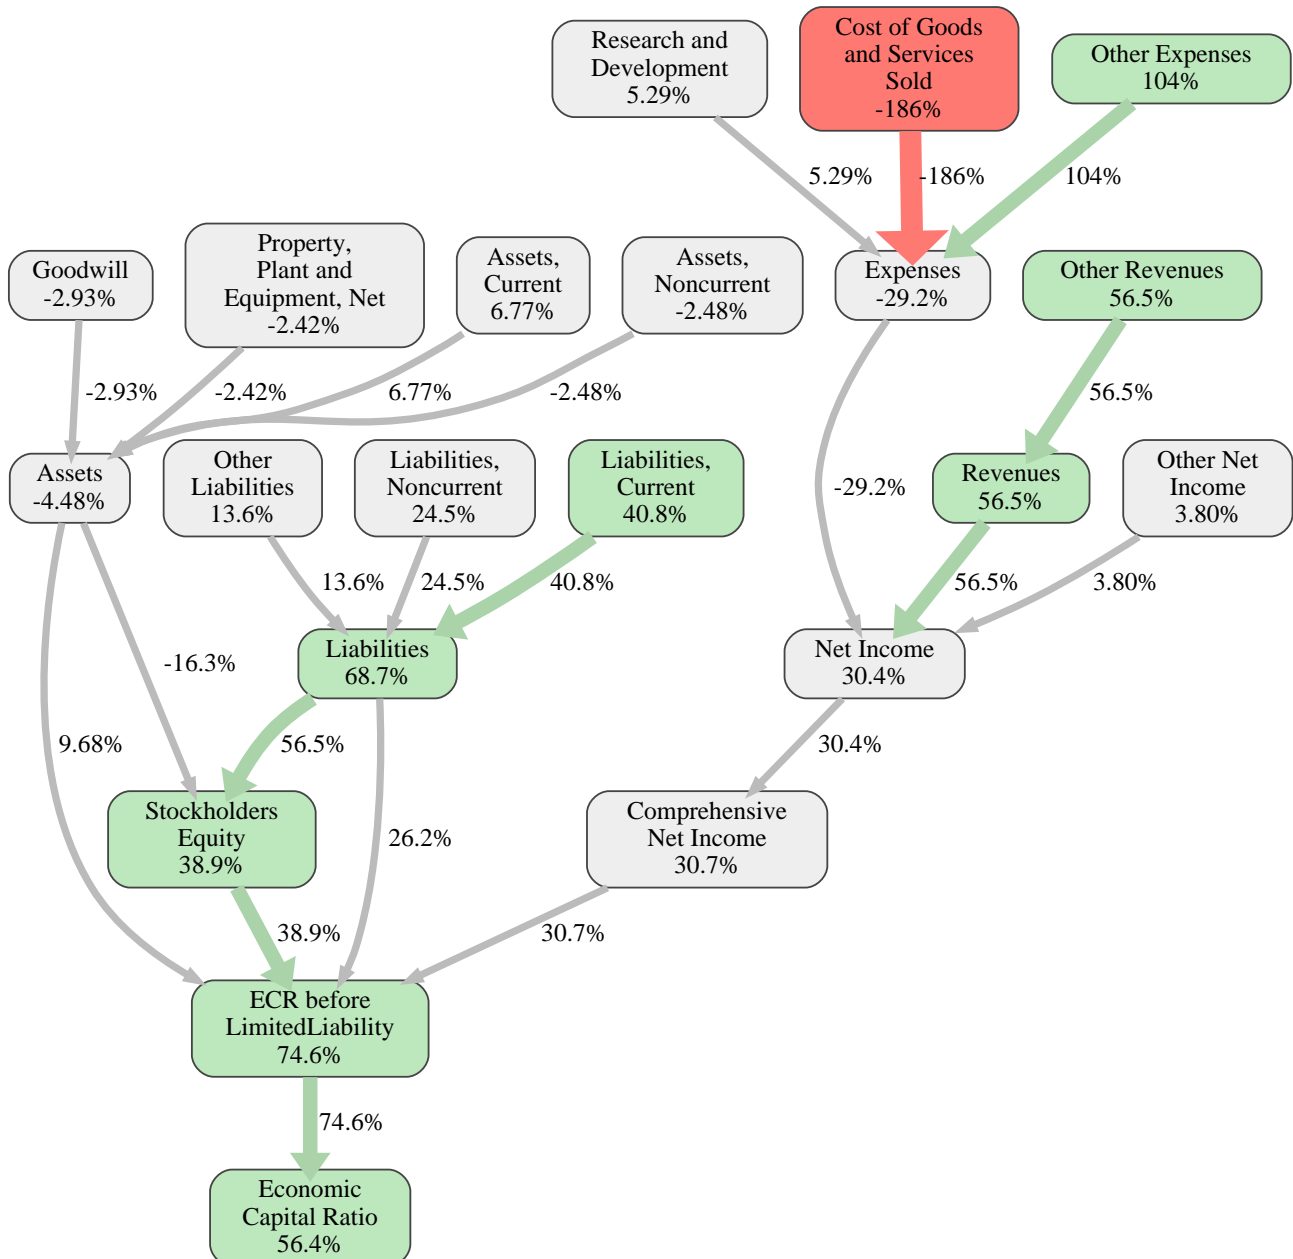 Research and
Development
5.29%
Cost of Goods
and Services
Sold
-186%
Other Expenses
104%
5.29%
-186%
104%
Goodwill
-2.93%
Property,
Plant and
Equipment, Net
-2.42%
Assets,
Current
6.77%
Assets,
Noncurrent
-2.48%
Expenses
-29.2%
Other Revenues
56.5%
-2.93%
-2.42%
6.77%
-2.48%
56.5%
Assets
-4.48%
Other
Liabilities
13.6%
Liabilities,
Noncurrent
24.5%
Liabilities,
Current
40.8%
-29.2%
Revenues
56.5%
Other Net
Income
3.80%
13.6%
24.5%
40.8%
56.5%
3.80%
-16.3%
Liabilities
68.7%
Net Income
30.4%
9.68%
56.5%
30.4%
Stockholders
Equity
38.9%
26.2%
Comprehensive
Net Income
30.7%
38.9%
30.7%
ECR before
LimitedLiability
74.6%
74.6%
Economic
Capital Ratio
56.4%